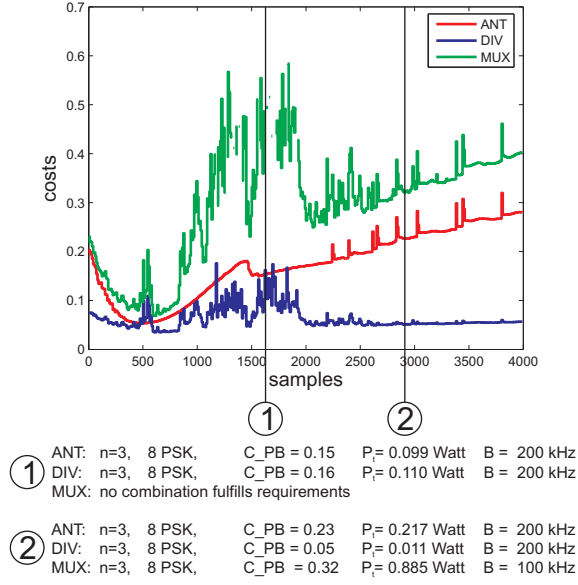 0.7
0.6
0.5
0.4
0.3
0.2
0.1
0
costs
ANT
DIV
MUX
0 500 1000 1500 2000 2500 3000 3500 4000
samples
1 2
1
ANT: n=3, 8 PSK, C_PB = 0.15 Pt= 0.099 Watt B = 200 kHz
DIV: n=3, 8 PSK, C_PB = 0.16 Pt= 0.110 Watt B = 200 kHz
MUX: no combination fulfills requirements
2
ANT: n=3, 8 PSK, C_PB = 0.23 Pt= 0.217 Watt B = 200 kHz
DIV: n=3, 8 PSK, C_PB = 0.05 Pt= 0.011 Watt B = 200 kHz
MUX: n=3, 8 PSK, C_PB = 0.32 Pt= 0.885 Watt B = 100 kHz